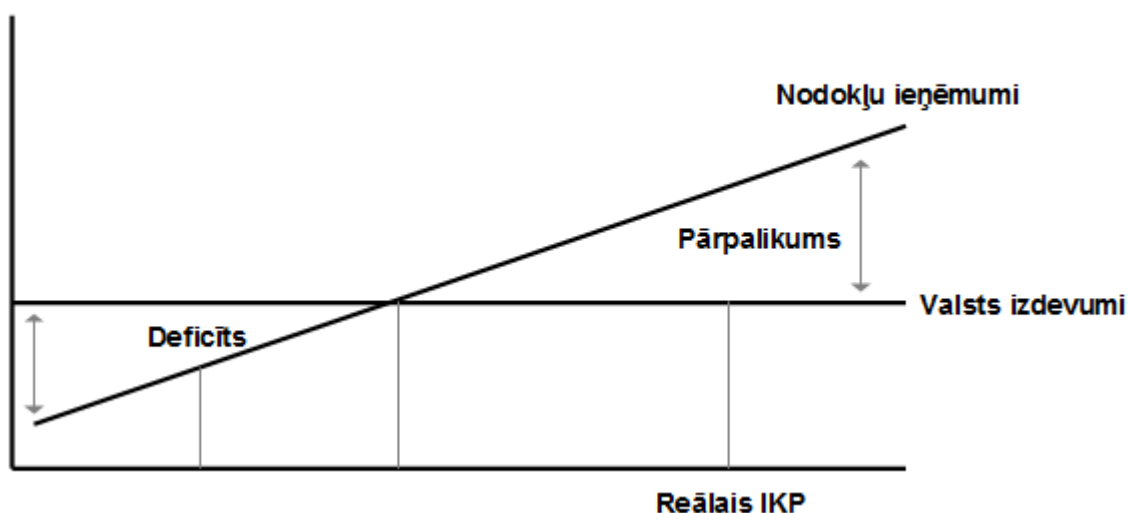 Nodokļu ieņēmumi
Pārpalikums
Valsts izdevumi
Deficīts
Reālais IKP